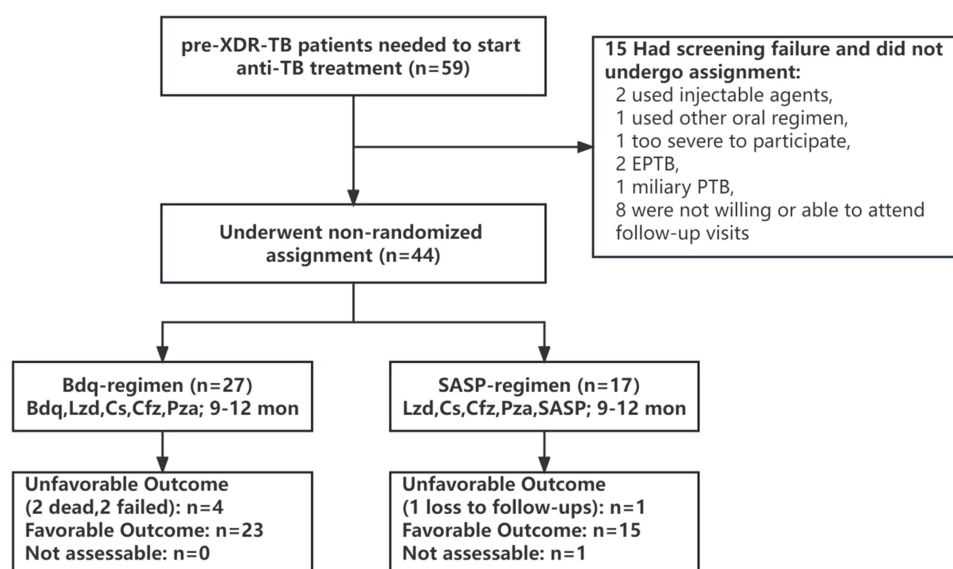 pre-XDR-TB patients needed to start
anti-TB treatment (n=59)
15 Had screening failure and did not
undergo assignment:
2 used injectable agents,
1 used other oral regimen,
1 too severe to participate,
2 EPTB,
1 miliary PTB,
8 were not willing or able to attend
follow-up visits
Underwent non-randomized
assignment (n=44)
Bdq-regimen (n=27)
Bdq,Lzd,Cs,Cfz,Pza; 9-12 mon
SASP-regimen (n=17)
Lzd,Cs,Cfz,Pza,SASP; 9-12 mon
Unfavorable Outcome
(2 dead,2 failed): n=4
Favorable Outcome: n=23
Not assessable: n=0
Unfavorable Outcome
(1 loss to follow-ups): n=1
Favorable Outcome: n=15
Not assessable: n=1